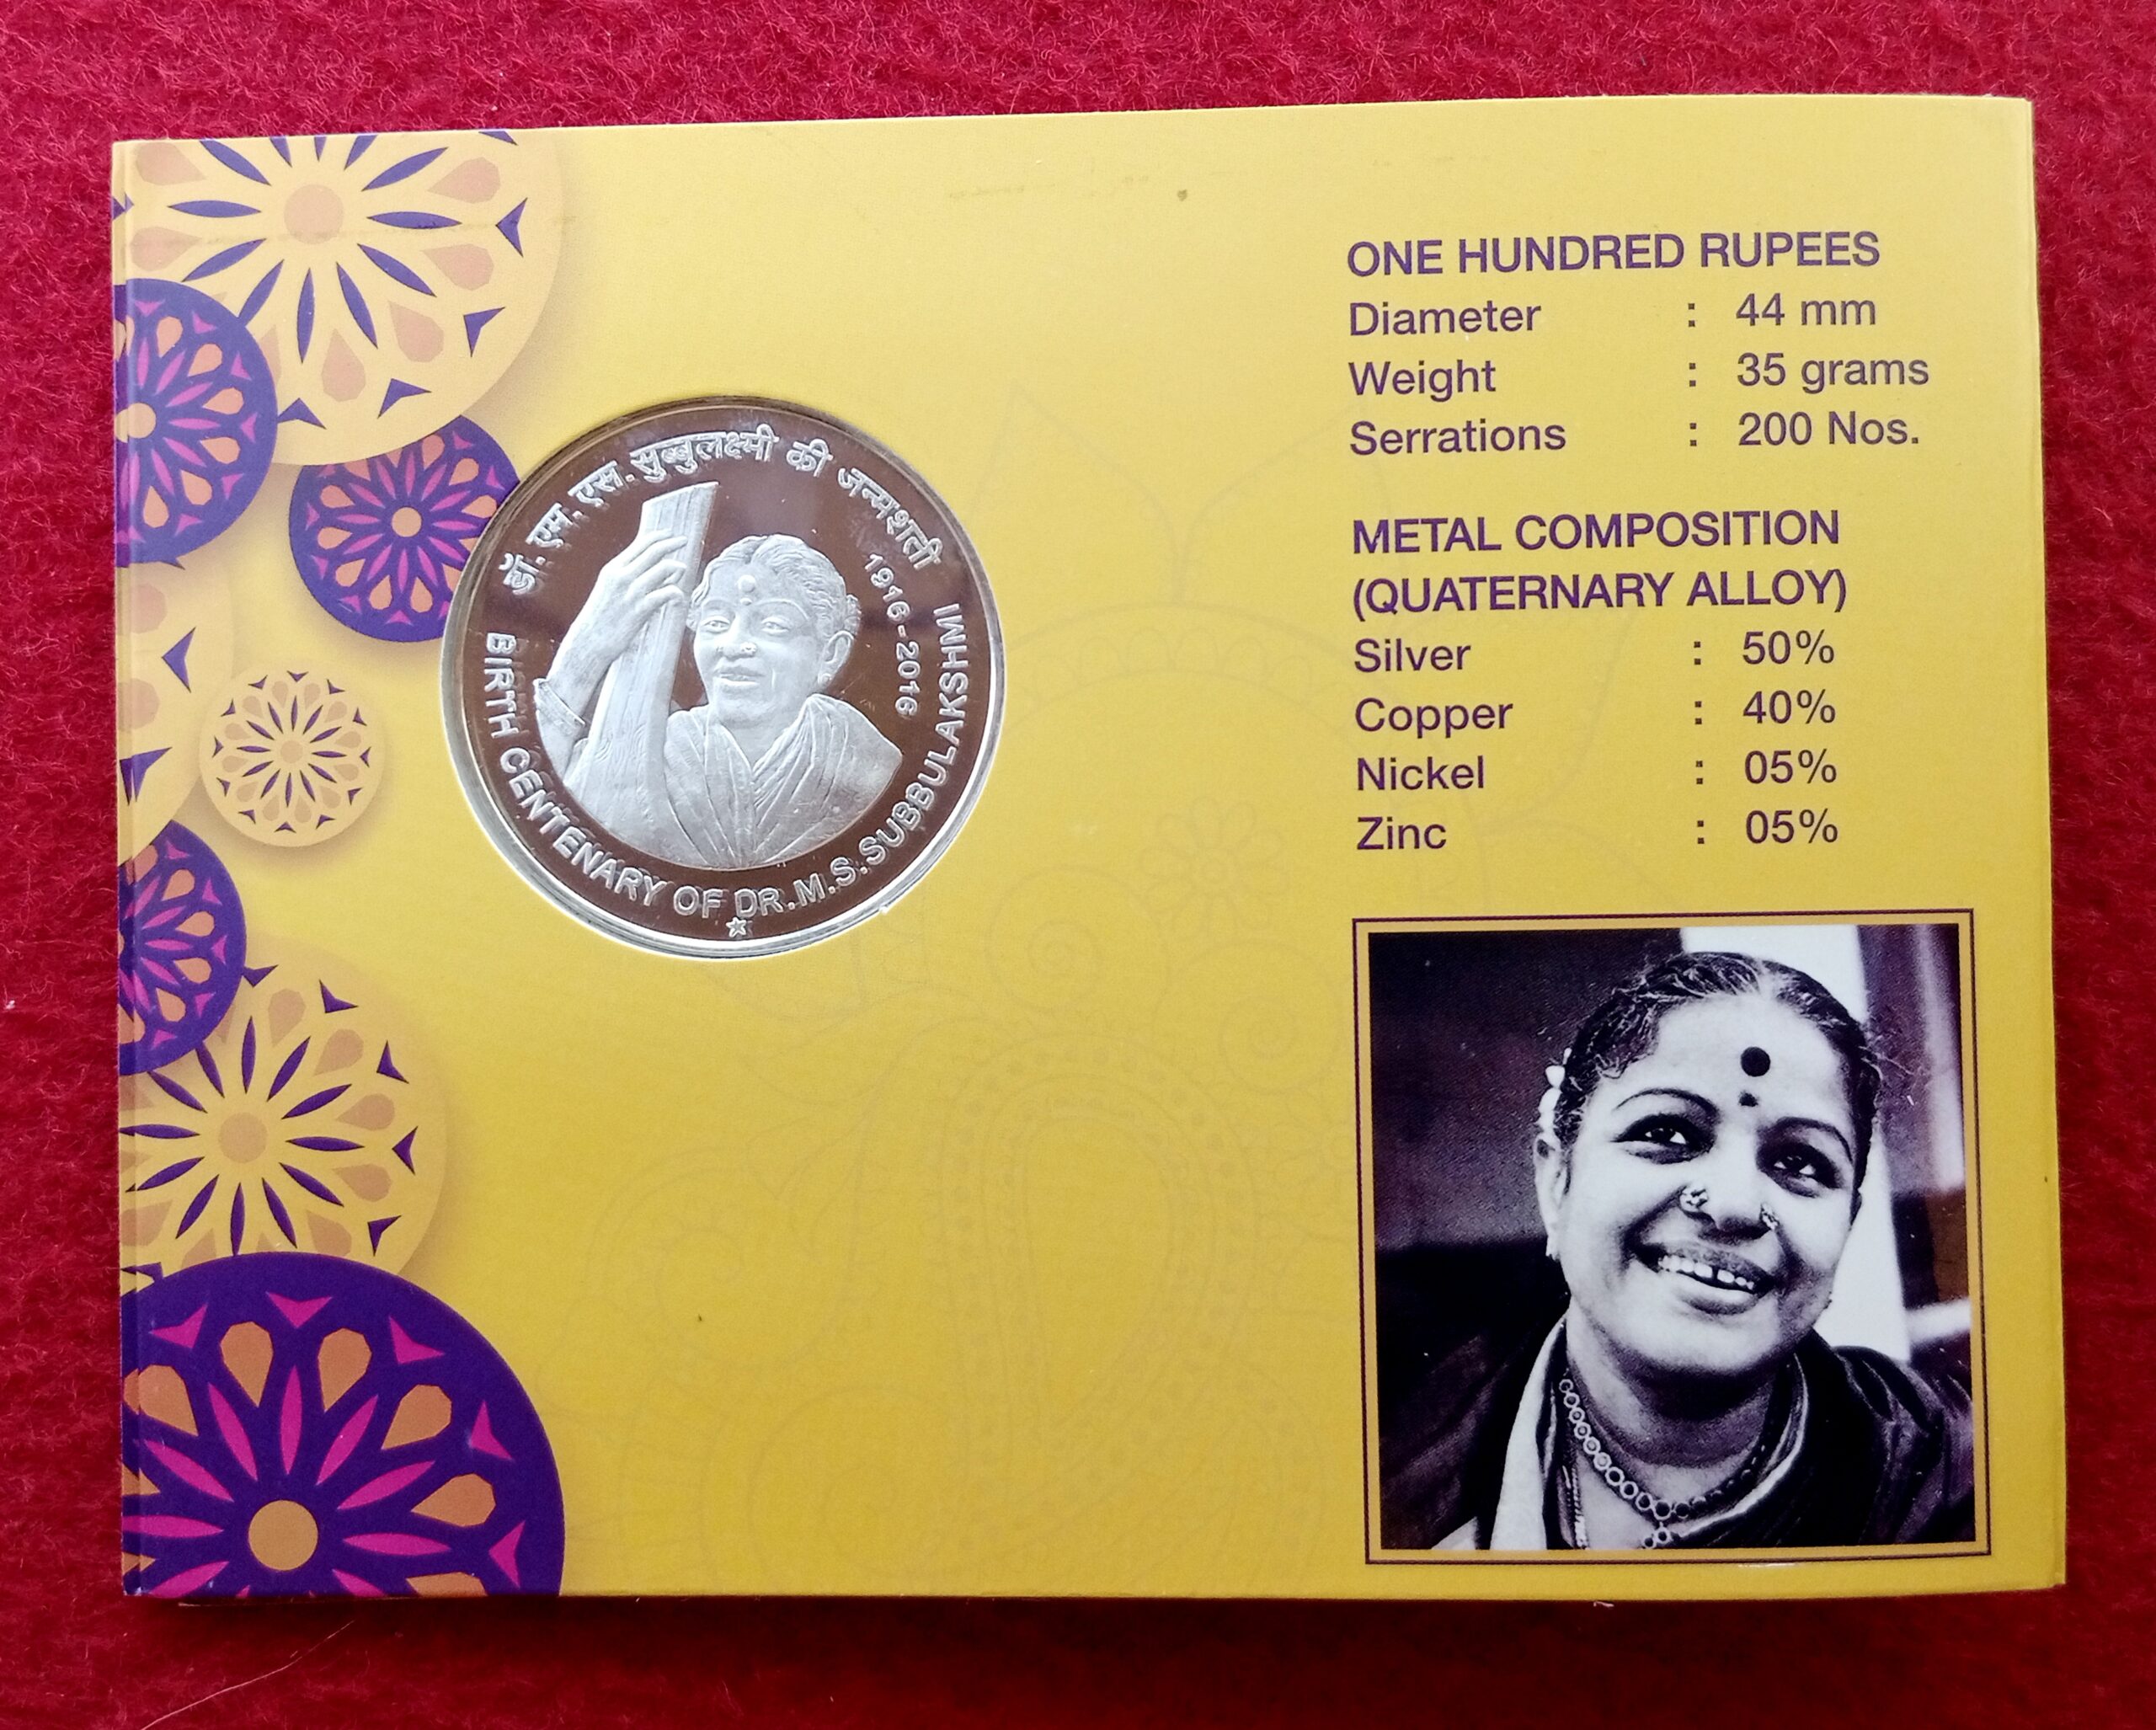 डॉ. एम. एस. सुब्बुलक्ष्मी की जन्मशती
1916-2016
BIRTH CENTENARY OF DR. M.S. SUBBULAKSHMI
ONE HUNDRED RUPEES
Diameter : 44 mm
Weight : 35 grams
Serrations : 200 Nos.
METAL COMPOSITION
(QUATERNARY ALLOY)
Silver : 50%
Copper : 40%
Nickel : 05%
Zinc : 05%